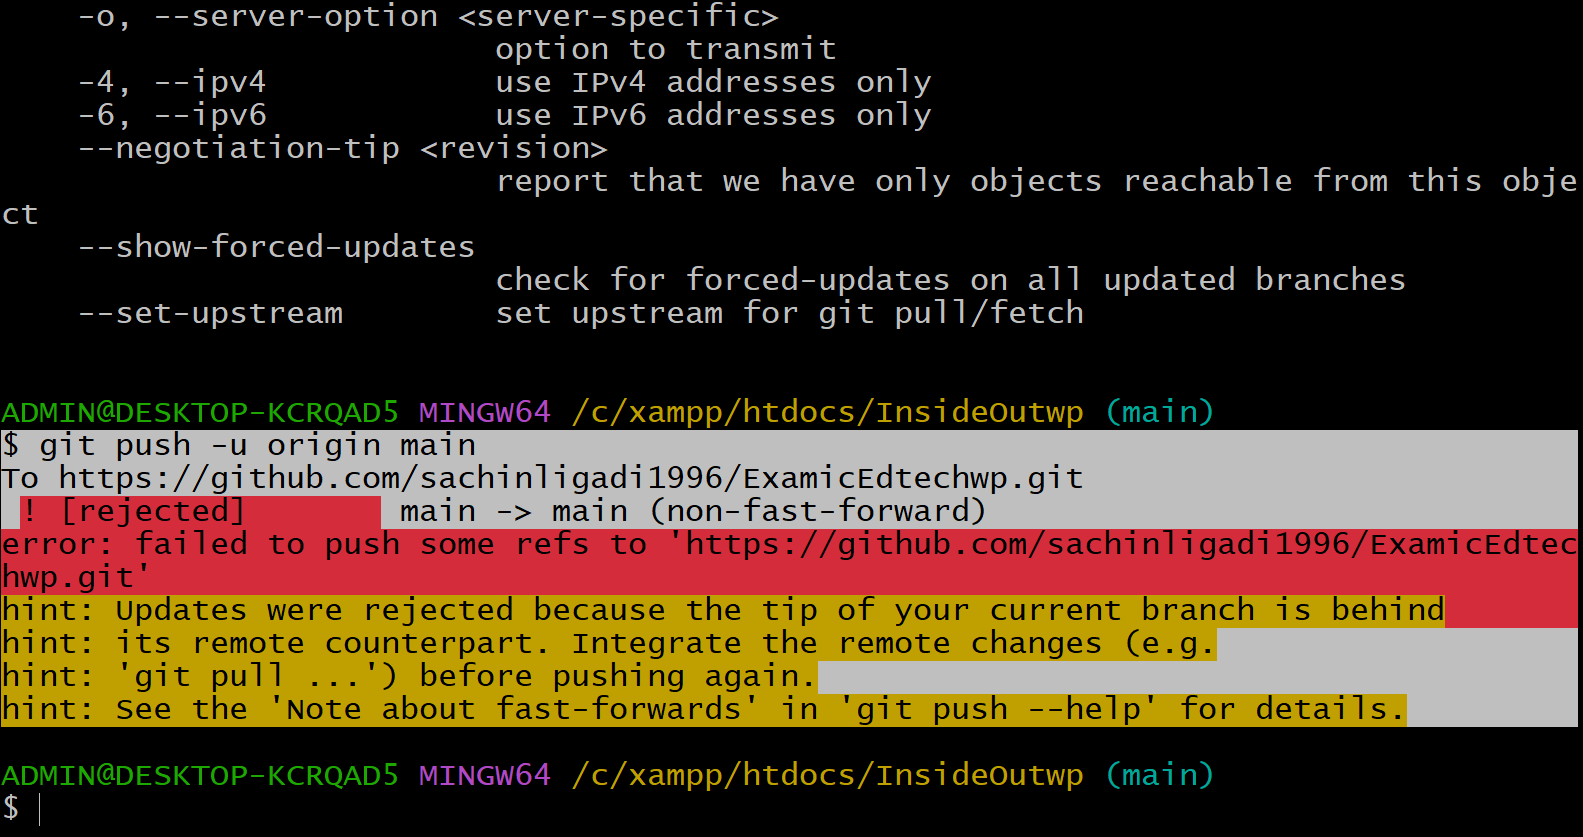 -o, --server-option <server-specific>
option to transmit
-4, --ipv4 use IPv4 addresses only
-6, --ipv6 use IPv6 addresses only
--negotiation-tip <revision>
report that we have only objects reachable from this obje
ct
--show-forced-updates
check for forced-updates on all updated branches
--set-upstream set upstream for git pull/fetch
ADMIN@DESKTOP-KCRQAD5 MINGW64 /c/xampp/htdocs/InsideOutwp (main)
$ git push -u origin main
To https://github.com/sachinligadi1996/ExamicEdtechwp.git
! [rejected] main -> main (non-fast-forward)
error: failed to push some refs to 'https://github.com/sachinligadi1996/ExamicEdtec
hwp.git'
hint: Updates were rejected because the tip of your current branch is behind
hint: its remote counterpart. Integrate the remote changes (e.g.
hint: 'git pull ...') before pushing again.
hint: See the 'Note about fast-forwards' in 'git push --help' for details.
ADMIN@DESKTOP-KCRQAD5 MINGW64 /c/xampp/htdocs/InsideOutwp (main)
$